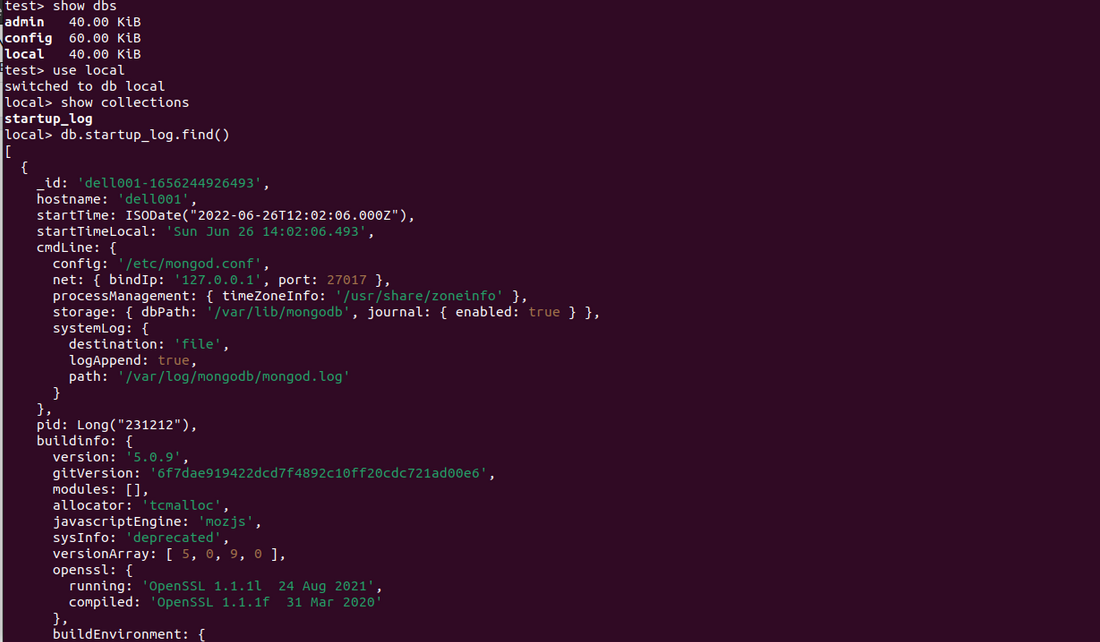 test> show dbs
admin   40.00 KiB
config  60.00 KiB
local   40.00 KiB
test> use local
switched to db local
local> show collections
startup_log
local> db.startup_log.find()
[
  {
    _id: 'dell001-1656244926493',
    hostname: 'dell001',
    startTime: ISODate("2022-06-26T12:02:06.000Z"),
    startTimeLocal: 'Sun Jun 26 14:02:06.493',
    cmdLine: {
      config: '/etc/mongod.conf',
      net: { bindIp: '127.0.0.1', port: 27017 },
      processManagement: { timeZoneInfo: '/usr/share/zoneinfo' },
      storage: { dbPath: '/var/lib/mongodb', journal: { enabled: true } },
      systemLog: {
        destination: 'file',
        logAppend: true,
        path: '/var/log/mongodb/mongod.log'
      }
    },
    pid: Long("231212"),
    buildinfo: {
      version: '5.0.9',
      gitVersion: '6f7dae919422dcd7f4892c10ff20cdc721ad00e6',
      modules: [],
      allocator: 'tcmalloc',
      javascriptEngine: 'mozjs',
      sysInfo: 'deprecated',
      versionArray: [ 5, 0, 9, 0 ],
      openssl: {
        running: 'OpenSSL 1.1.1l  24 Aug 2021',
        compiled: 'OpenSSL 1.1.1f  31 Mar 2020'
      },
      buildEnvironment: {